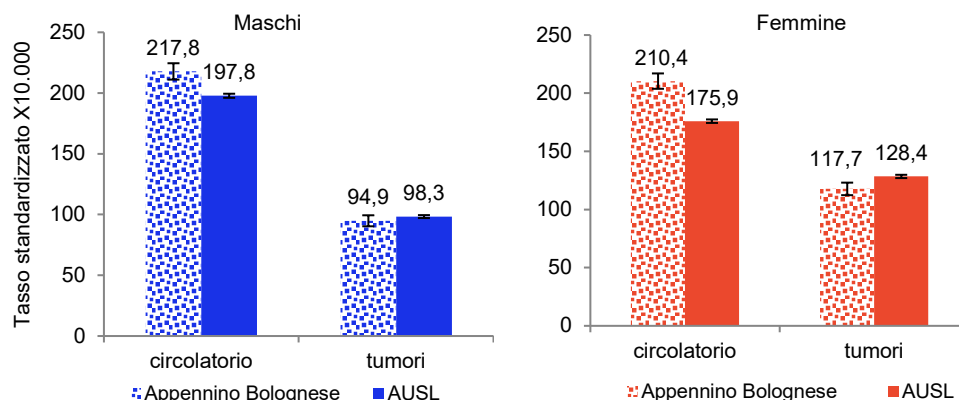 Maschi
Tasso standardizzato X10.000
250
200
150
100
50
0
217,8
197,8
94,9
98,3
circolatorio
tumori
Appennino Bolognese
AUSL
Femmine
250
200
150
100
50
0
210,4
175,9
117,7
128,4
circolatorio
tumori
Appennino Bolognese
AUSL